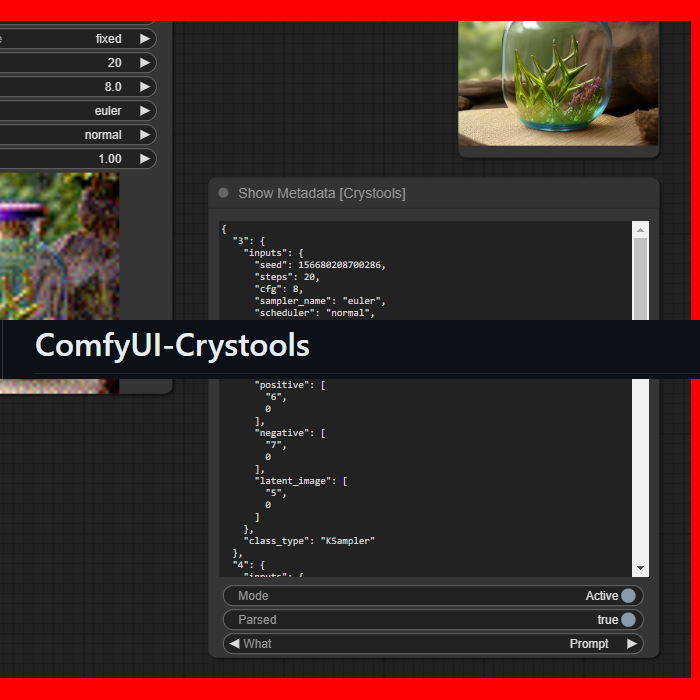 fixed
20
8.0
euler
normal
1.00
Show Metadata [Crystools]
{
"3": {
"inputs": {
"seed": 156680208700286,
"steps": 20,
"cfg": 8,
"sampler_name": "euler",
"scheduler": "normal",
ComfyUI-Crystools
"positive": [
"6",
0
],
"negative": [
"7",
0
],
"latent_image": [
"5",
0
]
},
"class_type": "KSampler"
},
"4": {
"inputs": {
Mode Active
Parsed true
What Prompt